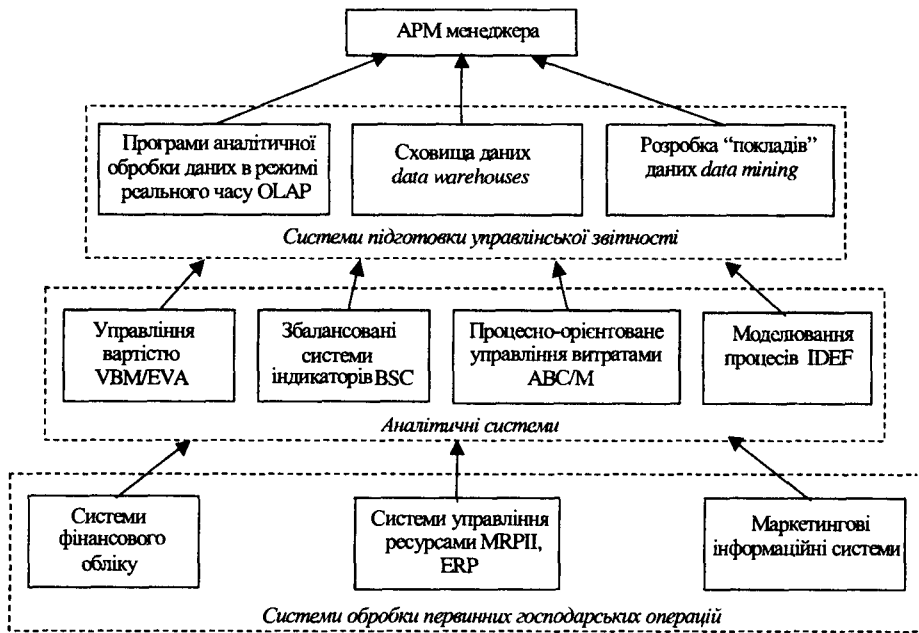 АРМ менеджера
Програми аналітичної
обробки даних в режимі
реального часу OLAP
Сховища даних
data warehouses
Розробка “покладів”
даних data mining
Системи підготовки управлінської звітності
Управління
вартістю
VBM/EVA
Збалансовані
системи
індикаторів BSC
Процесно-орієнтоване
управління витратами
ABC/M
Моделювання
процесів IDEF
Аналітичні системи
Системи
фінансового
обліку
Системи управління
ресурсами MRPII,
ERP
Маркетингові
інформаційні системи
Системи обробки первинних господарських операцій